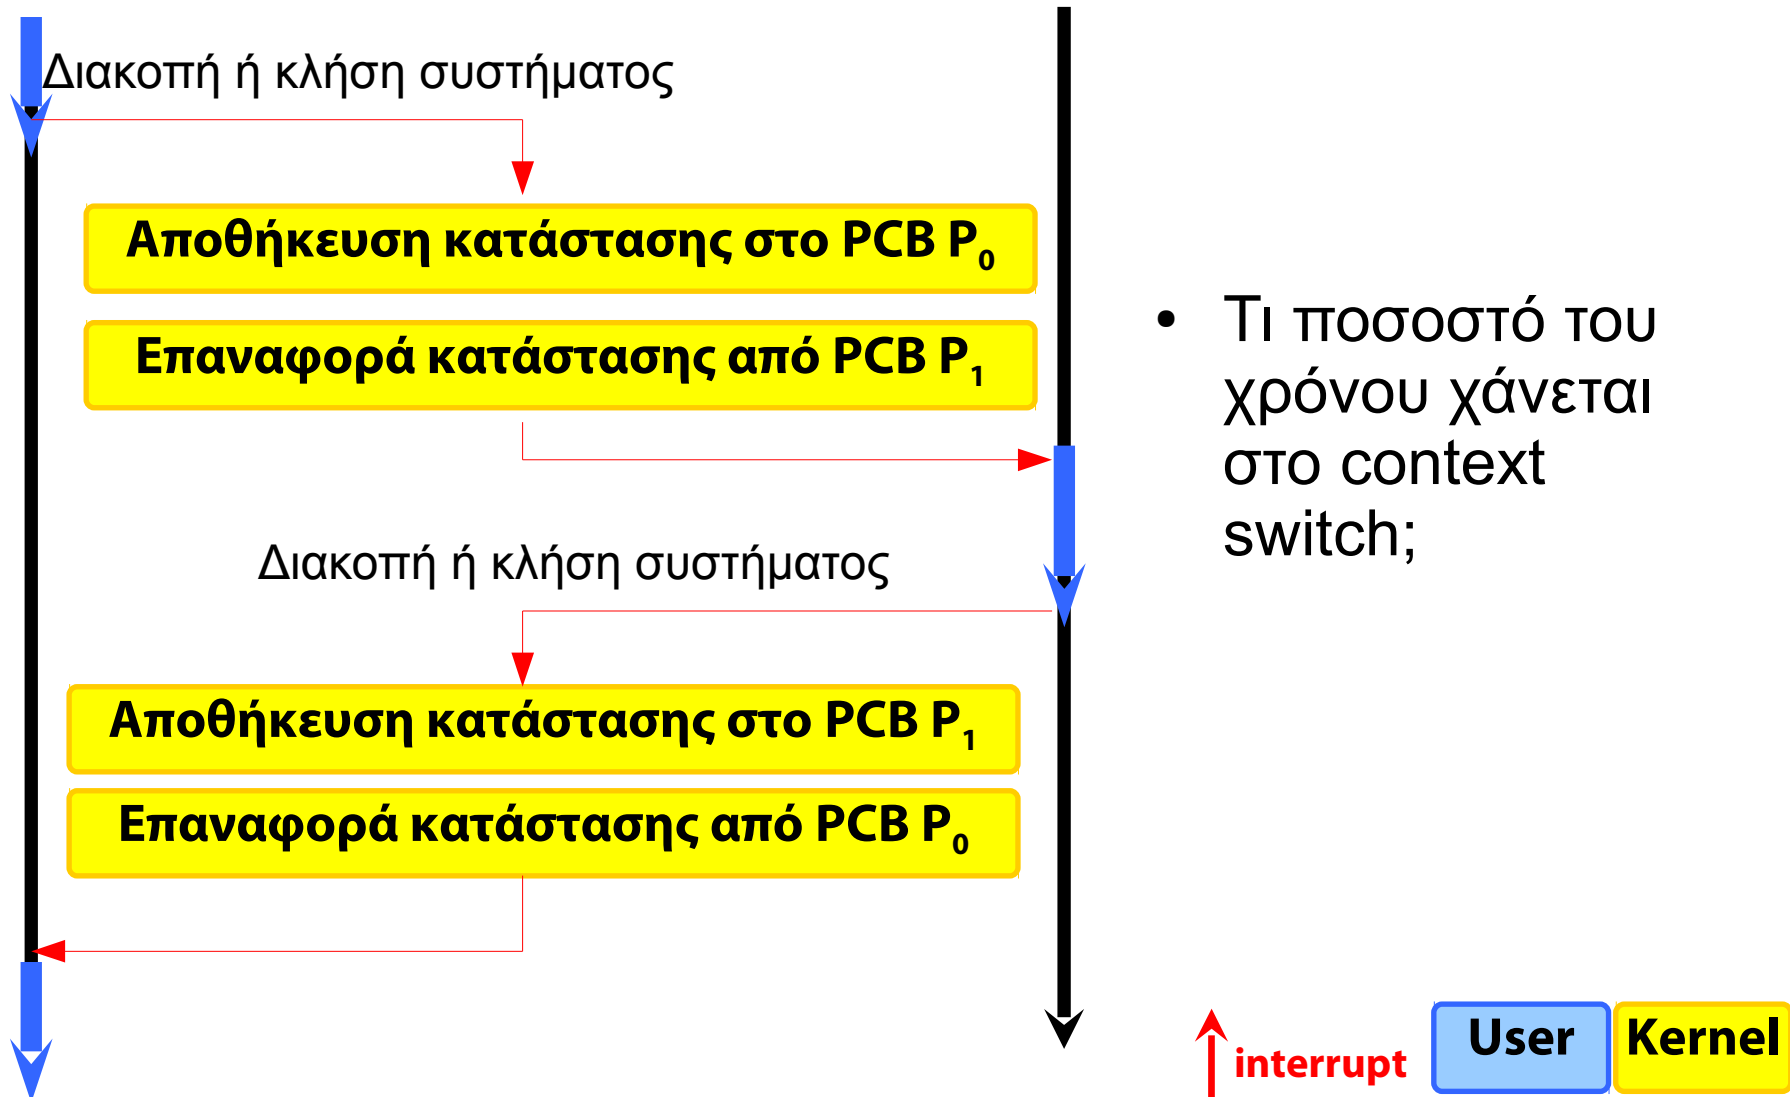 Διακοπή ή κλήση συστήματος
Αποθήκευση κατάστασης στο PCB P0
Επαναφορά κατάστασης από PCB P1
Διακοπή ή κλήση συστήματος
Αποθήκευση κατάστασης στο PCB P1
Επαναφορά κατάστασης από PCB P0
• Τι ποσοστό του
χρόνου χάνεται
στο context
switch;
interrupt
User
Kernel